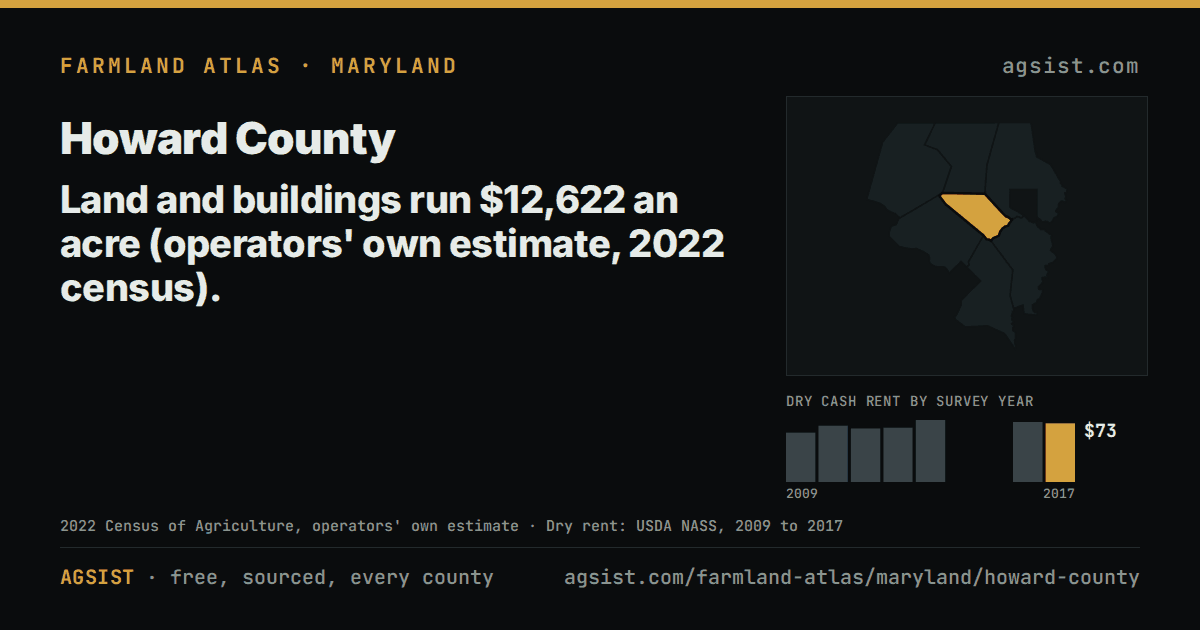 FARMLAND ATLAS · MARYLAND
agsist.com
Howard County
Land and buildings run $12,622 an
acre (operators' own estimate, 2022
census).
DRY CASH RENT BY SURVEY YEAR
$73
2009
2017
2022 Census of Agriculture, operators' own estimate · Dry rent: USDA NASS, 2009 to 2017
AGSIST · free, sourced, every county
agsist.com/farmland-atlas/maryland/howard-county